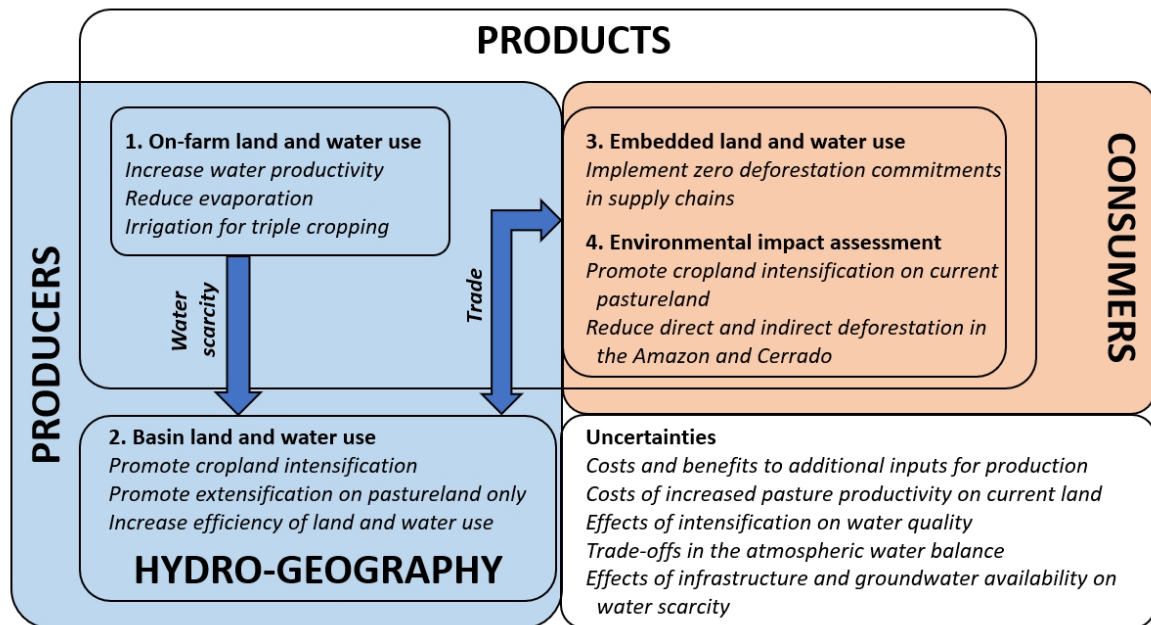 PRODUCTS
PRODUCERS
1. On-farm land and water use
Increase water productivity
Reduce evaporation
Irrigation for triple cropping
Water
scarcity
Trade
3. Embedded land and water use
Implement zero deforestation commitments
in supply chains
4. Environmental impact assessment
Promote cropland intensification on current
pastureland
Reduce direct and indirect deforestation in
the Amazon and Cerrado
CONSUMERS
2. Basin land and water use
Promote cropland intensification
Promote extensification on pastureland only
Increase efficiency of land and water use
HYDRO-GEOGRAPHY
Uncertainties
Costs and benefits to additional inputs for production
Costs of increased pasture productivity on current land
Effects of intensification on water quality
Trade-offs in the atmospheric water balance
Effects of infrastructure and groundwater availability on
water scarcity